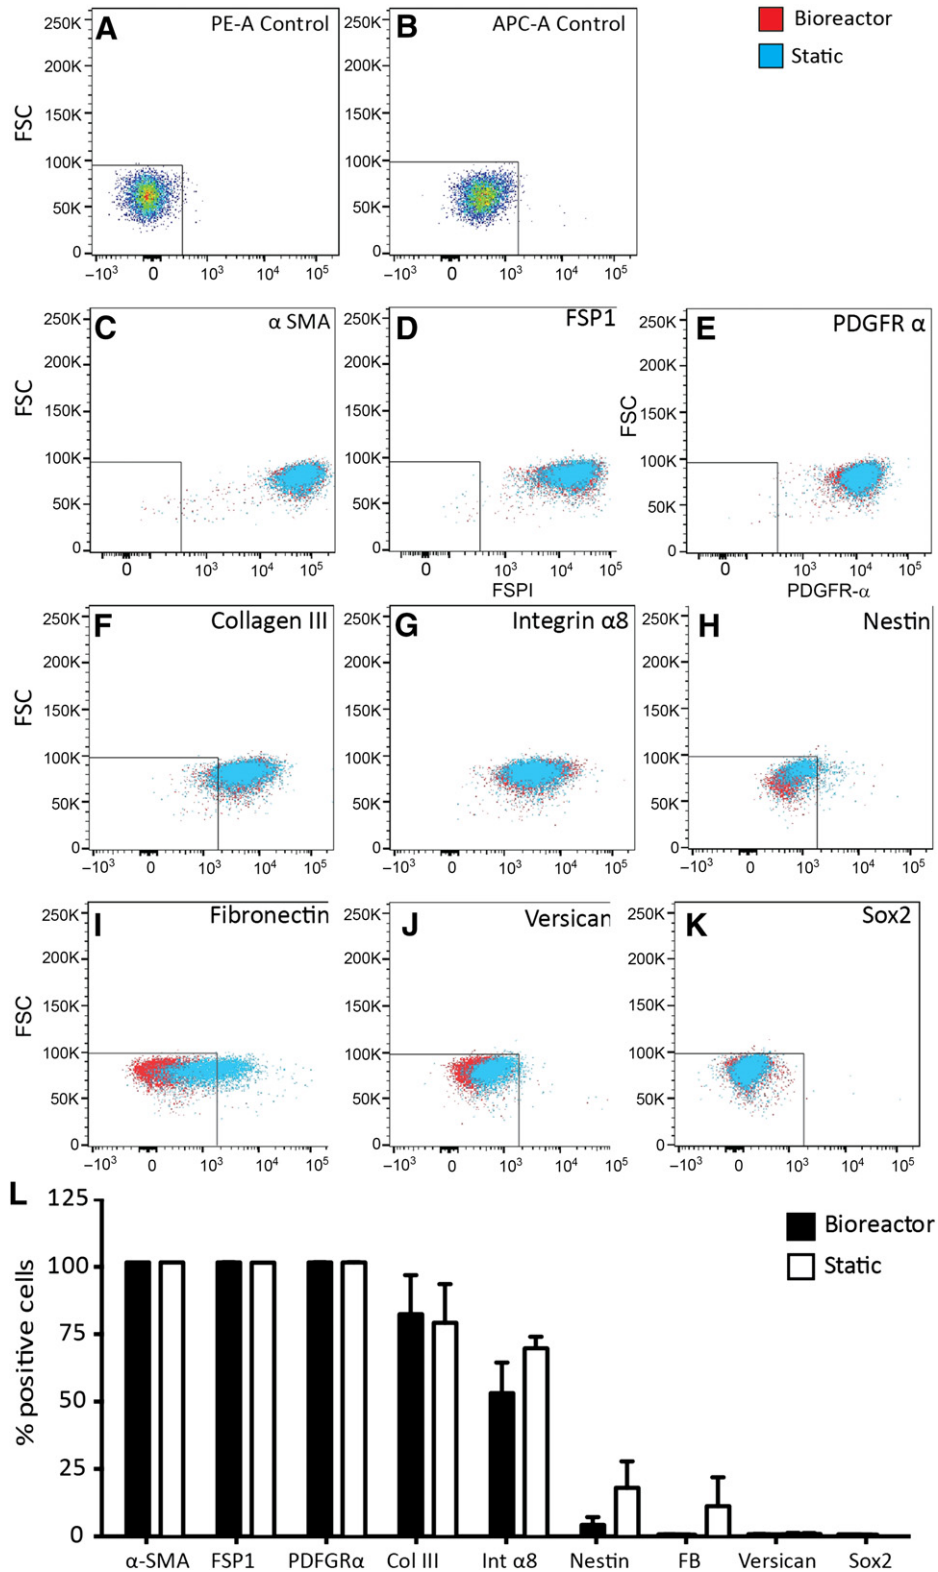 A PE-A Control
B APC-A Control
Bioreactor
Static
FSC
250K
200K
150K
100K
50K
0
−10³ 0 10³ 10⁴ 10⁵
250K
200K
150K
100K
50K
0
−10³ 0 10³ 10⁴ 10⁵
C α SMA
FSC
250K
200K
150K
100K
50K
0
0 10³ 10⁴ 10⁵
D FSP1
250K
200K
150K
100K
50K
0
0 10³ 10⁴ 10⁵
FSPI
E PDGFR α
FSC
250K
200K
150K
100K
50K
0
0 10³ 10⁴ 10⁵
PDGFR-α
F Collagen III
FSC
250K
200K
150K
100K
50K
0
−10³ 0 10³ 10⁴ 10⁵
G Integrin α8
250K
200K
150K
100K
50K
0
−10³ 0 10³ 10⁴ 10⁵
H Nestin
250K
200K
150K
100K
50K
0
−10³ 0 10³ 10⁴ 10⁵
I Fibronectin
FSC
250K
200K
150K
100K
50K
0
−10³ 0 10³ 10⁴ 10⁵
J Versican
250K
200K
150K
100K
50K
0
−10³ 0 10³ 10⁴ 10⁵
K Sox2
250K
200K
150K
100K
50K
0
−10³ 0 10³ 10⁴ 10⁵
L
% positive cells
125
100
75
50
25
0
Bioreactor
Static
α-SMA FSP1 PDFGRα Col III Int α8 Nestin FB Versican Sox2